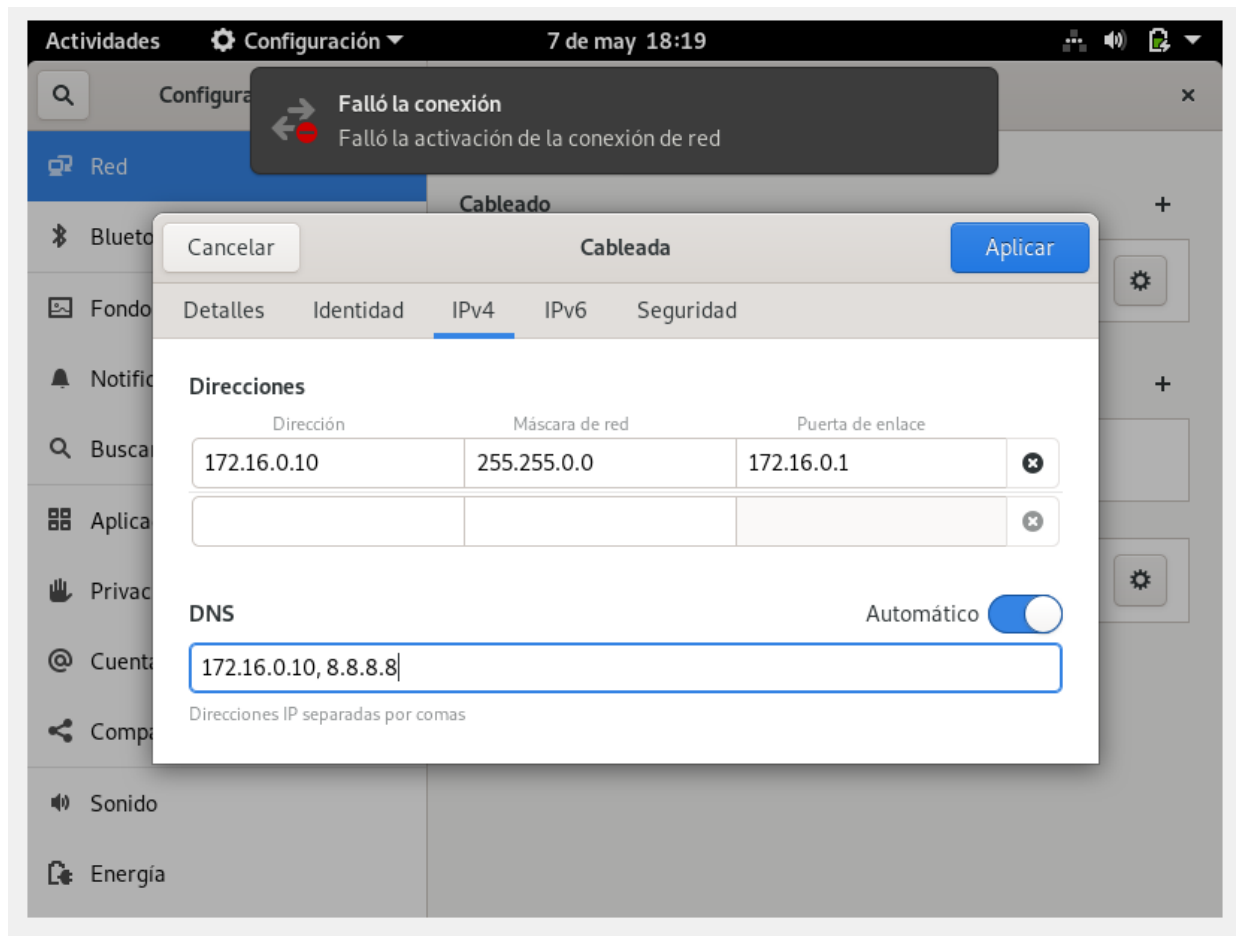 Actividades Configuración 7 de may 18:19
Falló la conexión
Falló la activación de la conexión de red
Configura
Red
Cableado
Blueto
Cancelar Cableada Aplicar
Fondo
Detalles Identidad IPv4 IPv6 Seguridad
Notific
Direcciones
Dirección Máscara de red Puerta de enlace
Buscar
172.16.0.10 255.255.0.0 172.16.0.1
Aplica
Privac
DNS Automático
Cuenta
172.16.0.10, 8.8.8.8
Direcciones IP separadas por comas
Compa
Sonido
Energía